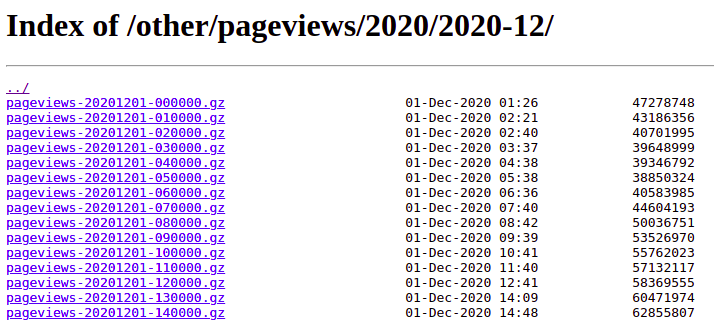 Index of /other/pageviews/2020/2020-12/
../
pageviews-20201201-000000.gz 01-Dec-2020 01:26 47278748
pageviews-20201201-010000.gz 01-Dec-2020 02:21 43186356
pageviews-20201201-020000.gz 01-Dec-2020 02:40 40701995
pageviews-20201201-030000.gz 01-Dec-2020 03:37 39648999
pageviews-20201201-040000.gz 01-Dec-2020 04:38 39346792
pageviews-20201201-050000.gz 01-Dec-2020 05:38 38850324
pageviews-20201201-060000.gz 01-Dec-2020 06:36 40583985
pageviews-20201201-070000.gz 01-Dec-2020 07:40 44604193
pageviews-20201201-080000.gz 01-Dec-2020 08:42 50036751
pageviews-20201201-090000.gz 01-Dec-2020 09:39 53526970
pageviews-20201201-100000.gz 01-Dec-2020 10:41 55762023
pageviews-20201201-110000.gz 01-Dec-2020 11:40 57132117
pageviews-20201201-120000.gz 01-Dec-2020 12:41 58369555
pageviews-20201201-130000.gz 01-Dec-2020 14:09 60471974
pageviews-20201201-140000.gz 01-Dec-2020 14:48 62855807